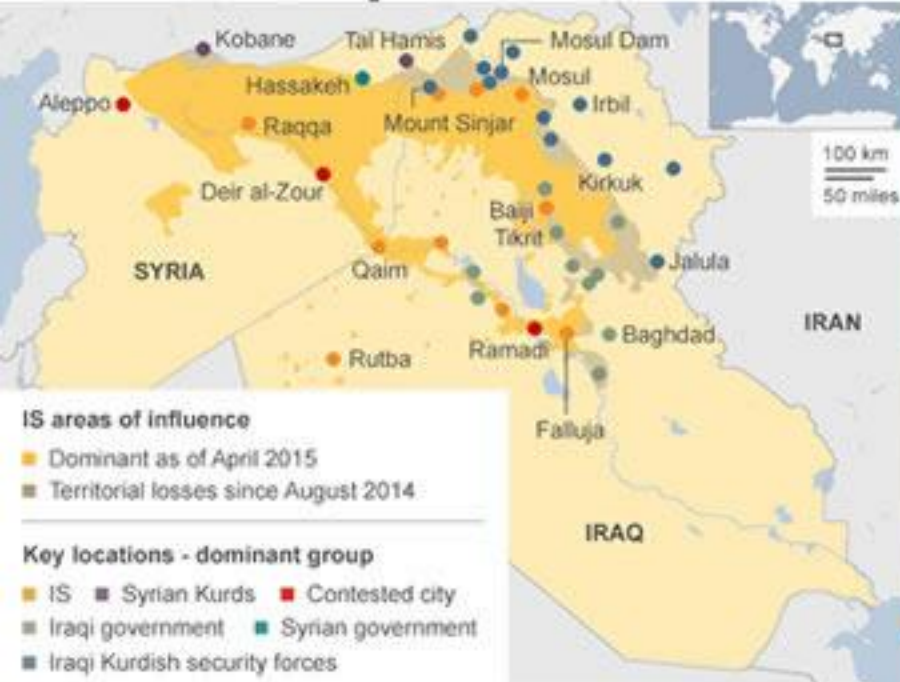 Kobane
Tal Hamis
Mosul Dam
Hassakeh
Mosul
Aleppo
Irbil
Raqqa
Mount Sinjar
100 km
50 miles
Deir al-Zour
Kirkuk
Baiji
Tikrit
Qaim
SYRIA
Jalula
IRAN
Ramadi
Baghdad
Rutba
Falluja
IS areas of influence
Dominant as of April 2015
Territorial losses since August 2014
IRAQ
Key locations - dominant group
IS Syrian Kurds Contested city
Iraqi government Syrian government
Iraqi Kurdish security forces